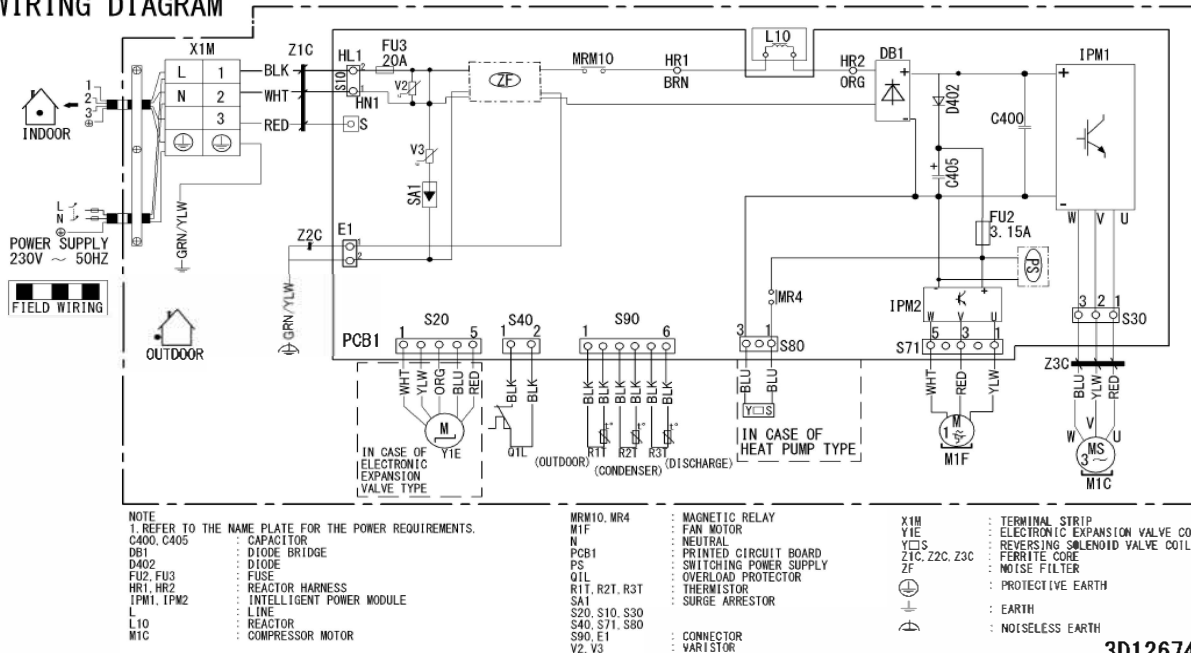 WIRING DIAGRAM
X1M
Z1C
HL1
FU3
20A
MRM10
HR1
BRN
L10
HR2
ORG
DB1
IPM1
L 1 BLK
N 2 WHT
3 RED
S10
2
1
HN1
S
V2
ZF
V3
SA1
D402
C405
C400
1
2
3
INDOOR
L
N
POWER SUPPLY
230V ~ 50HZ
FIELD WIRING
GRN/YLW
OUTDOOR
Z2C
E1
1
2
GRN/YLW
FU2
3.15A
PS
MR4
IPM2
W V U
W V U
PCB1
1 S20 5
1 S40 2
1 S90 6
3 1 S80
S71 5 3 1
3 2 1 S30
Z3C
WHT YLW ORG BLU RED
BLK BLK
BLK BLK BLK BLK BLK BLK
BLU BLU
WHT RED YLW
BLU YLW RED
M
Y1E
IN CASE OF
ELECTRONIC
EXPANSION
VALVE TYPE
Q1L
t° t° t°
R1T R2T R3T
(OUTDOOR) (CONDENSER) (DISCHARGE)
Y□S
IN CASE OF
HEAT PUMP TYPE
M
1 ~
M1F
W V U
MS
3 ~
M1C
NOTE
1. REFER TO THE NAME PLATE FOR THE POWER REQUIREMENTS.
C400, C405 : CAPACITOR
DB1 : DIODE BRIDGE
D402 : DIODE
FU2, FU3 : FUSE
HR1, HR2 : REACTOR HARNESS
IPM1, IPM2 : INTELLIGENT POWER MODULE
L : LINE
L10 : REACTOR
M1C : COMPRESSOR MOTOR
MRM10, MR4 : MAGNETIC RELAY
M1F : FAN MOTOR
N : NEUTRAL
PCB1 : PRINTED CIRCUIT BOARD
PS : SWITCHING POWER SUPPLY
Q1L : OVERLOAD PROTECTOR
R1T, R2T, R3T : THERMISTOR
SA1 : SURGE ARRESTOR
S20, S10, S30
S40, S71, S80
S90, E1 : CONNECTOR
V2, V3 : VARISTOR
X1M : TERMINAL STRIP
Y1E : ELECTRONIC EXPANSION VALVE CO
Y□S : REVERSING SOLENOID VALVE COIL
Z1C, Z2C, Z3C : FERRITE CORE
ZF : NOISE FILTER
: PROTECTIVE EARTH
: EARTH
: NOISELESS EARTH
3D12674